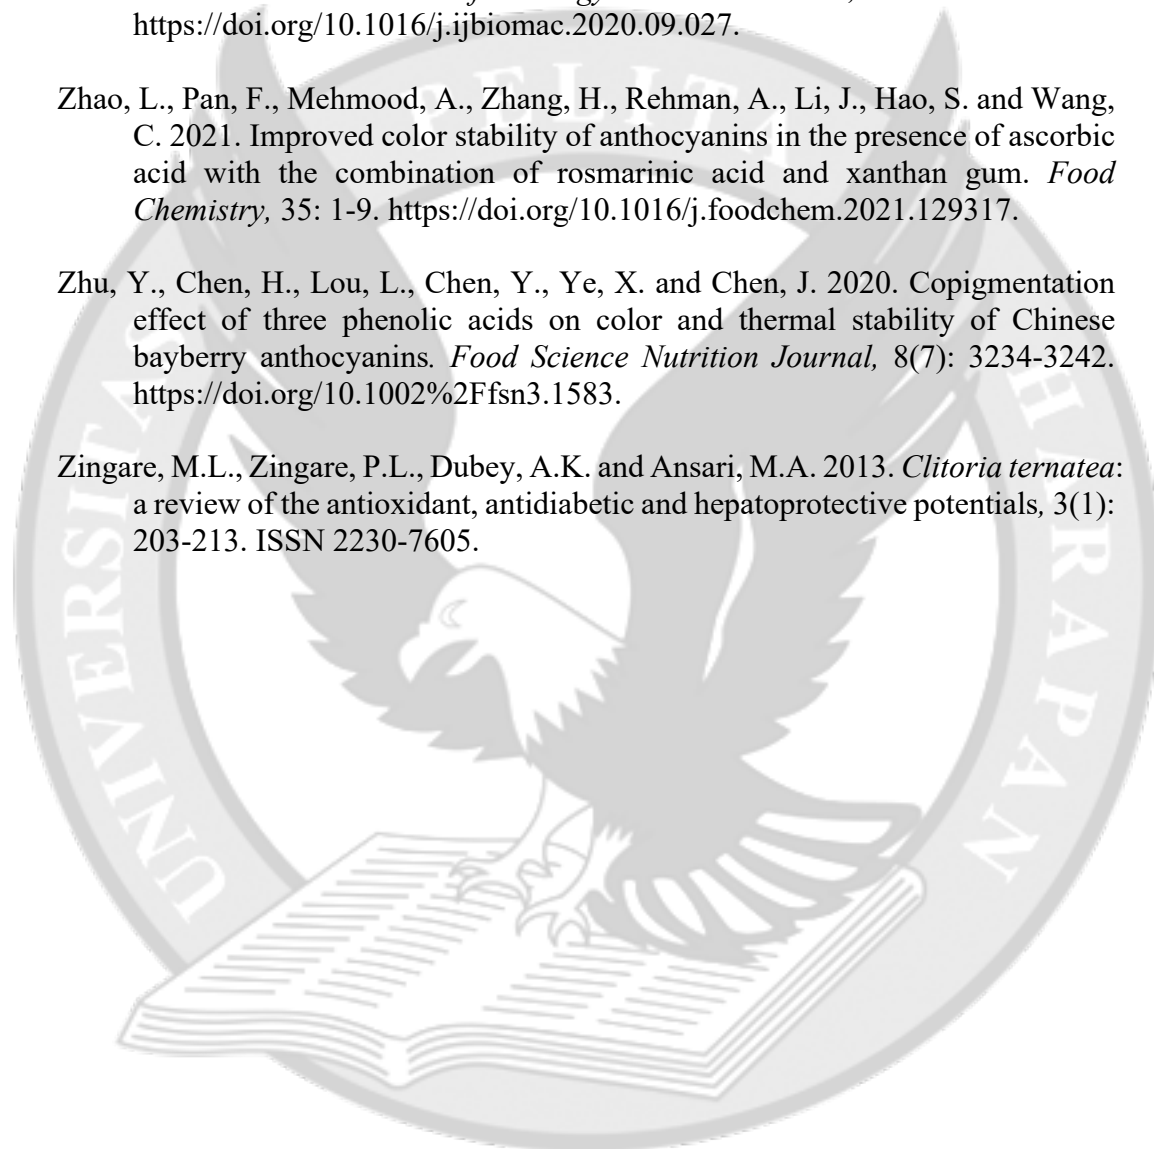 https://doi.org/10.1016/j.ijbiomac.2020.09.027.
Zhao, L., Pan, F., Mehmood, A., Zhang, H., Rehman, A., Li, J., Hao, S. and Wang,
C. 2021. Improved color stability of anthocyanins in the presence of ascorbic
acid with the combination of rosmarinic acid and xanthan gum. Food
Chemistry, 35: 1-9. https://doi.org/10.1016/j.foodchem.2021.129317.
Zhu, Y., Chen, H., Lou, L., Chen, Y., Ye, X. and Chen, J. 2020. Copigmentation
effect of three phenolic acids on color and thermal stability of Chinese
bayberry anthocyanins. Food Science Nutrition Journal, 8(7): 3234-3242.
https://doi.org/10.1002%2Ffsn3.1583.
Zingare, M.L., Zingare, P.L., Dubey, A.K. and Ansari, M.A. 2013. Clitoria ternatea:
a review of the antioxidant, antidiabetic and hepatoprotective potentials, 3(1):
203-213. ISSN 2230-7605.
UNIVERSITAS PELITA HARAPAN